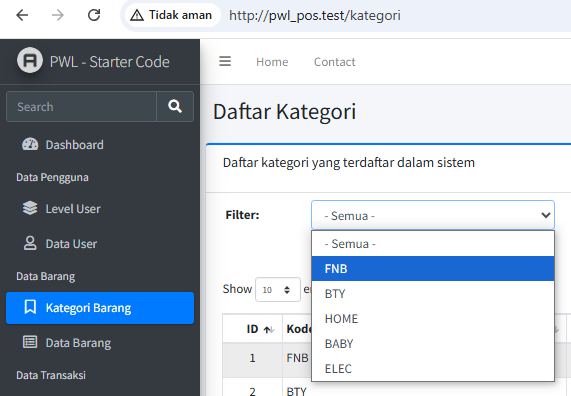 Tidak aman
http://pwl_pos.test/kategori
PWL - Starter Code
Home
Contact
Search
Dashboard
Data Pengguna
Level User
Data User
Data Barang
Kategori Barang
Data Barang
Data Transaksi
Daftar Kategori
Daftar kategori yang terdaftar dalam sistem
Filter:
- Semua -
- Semua -
FNB
BTY
HOME
BABY
ELEC
Show 10
ID
1 FNB
2 BTY